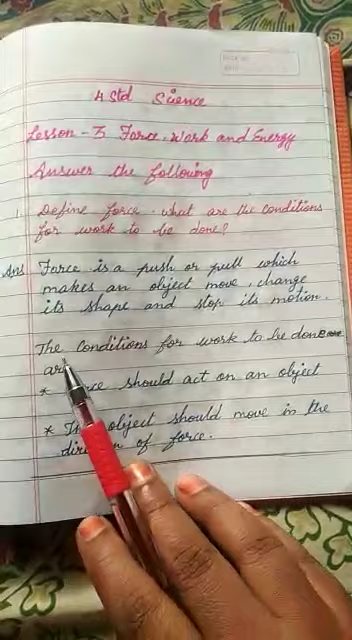 4 Std Science
Lesson - 3 Force, Work and Energy
Answer the following
1. Define force. what are the conditions
for work to be done?
Ans Force is a push or pull which
makes an object move, change
its shape and stop its motion.
The conditions for work to be done
are
* should act on an object
* object should move in the
of force.